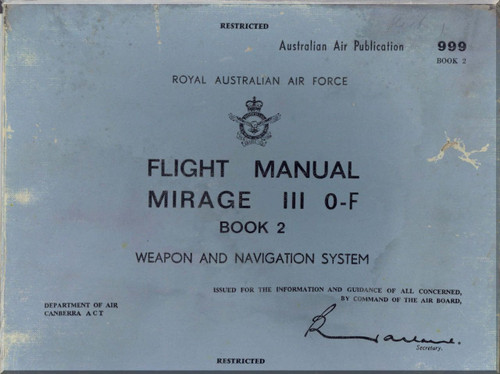 RESTRICTED
Australian Air Publication 999
BOOK 2
ROYAL AUSTRALIAN AIR FORCE
FLIGHT MANUAL
MIRAGE III O-F
BOOK 2
WEAPON AND NAVIGATION SYSTEM
ISSUED FOR THE INFORMATION AND GUIDANCE OF ALL CONCERNED,
BY COMMAND OF THE AIR BOARD,
DEPARTMENT OF AIR
CANBERRA A C T
Secretary.
RESTRICTED